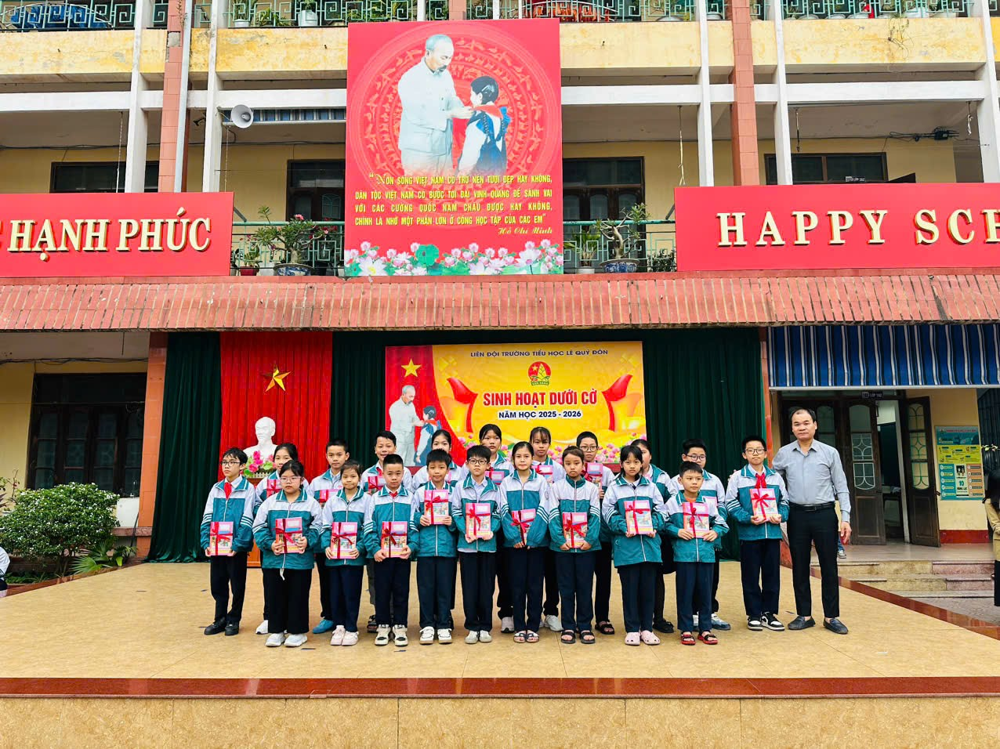 "NON SÔNG VIỆT NAM CÓ TRỞ NÊN TƯƠI ĐẸP HAY KHÔNG,
DÂN TỘC VIỆT NAM CÓ BƯỚC TỚI ĐÀI VINH QUANG ĐỂ SÁNH VAI
VỚI CÁC CƯỜNG QUỐC NĂM CHÂU ĐƯỢC HAY KHÔNG,
CHÍNH LÀ NHỜ MỘT PHẦN LỚN Ở CÔNG HỌC TẬP CỦA CÁC EM"
Hồ Chí Minh
HẠNH PHÚC
HAPPY SCH
LIÊN ĐỘI TRƯỜNG TIỂU HỌC LÊ QUÝ ĐÔN
SINH HOẠT DƯỚI CỜ
NĂM HỌC 2025 - 2026